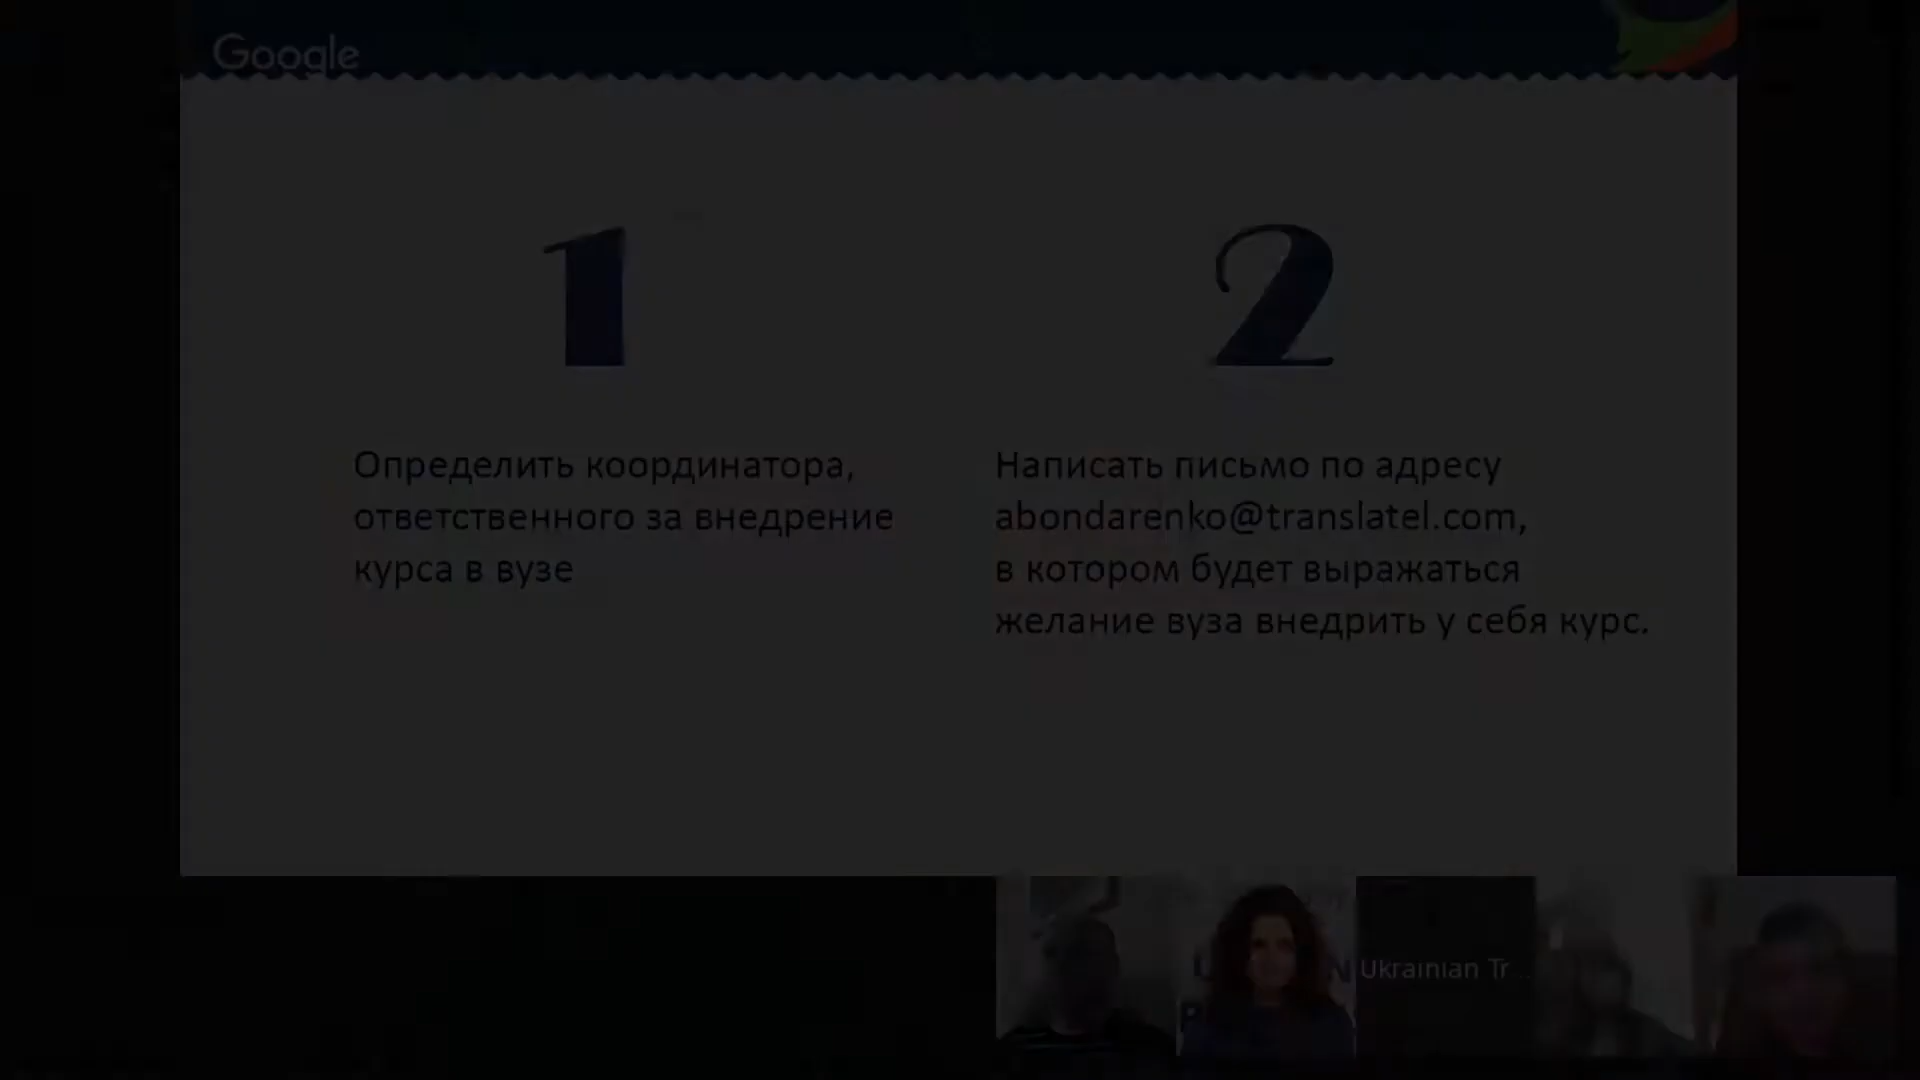 Google
1
Определить координатора,
ответственного за внедрение
курса в вузе
2
Написать письмо по адресу
abondarenko@translatel.com,
в котором будет выражаться
желание вуза внедрить у себя курс.
Ukrainian Tr...